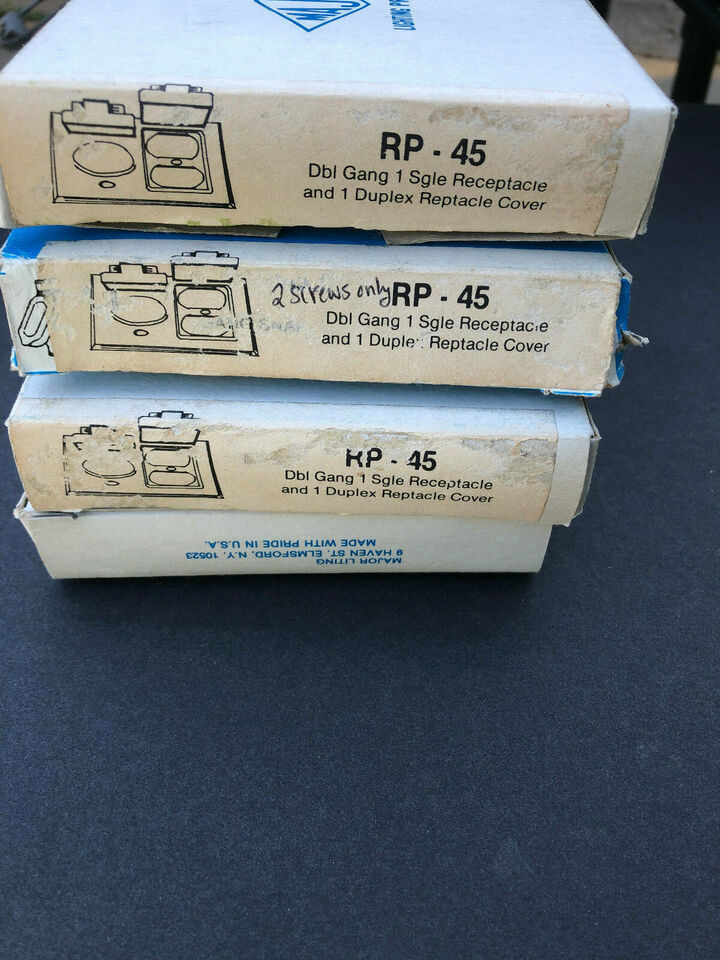 MAJ
LIGHTING
RP - 45
Dbl Gang 1 Sgle Receptacle
and 1 Duplex Reptacle Cover
2 screws only
RP - 45
Dbl Gang 1 Sgle Receptacle
and 1 Duplex Reptacle Cover
RP - 45
Dbl Gang 1 Sgle Receptacle
and 1 Duplex Reptacle Cover
MAJOR LITING
9 HAVEN ST. ELMSFORD, N.Y. 10523
MADE WITH PRIDE IN U.S.A.